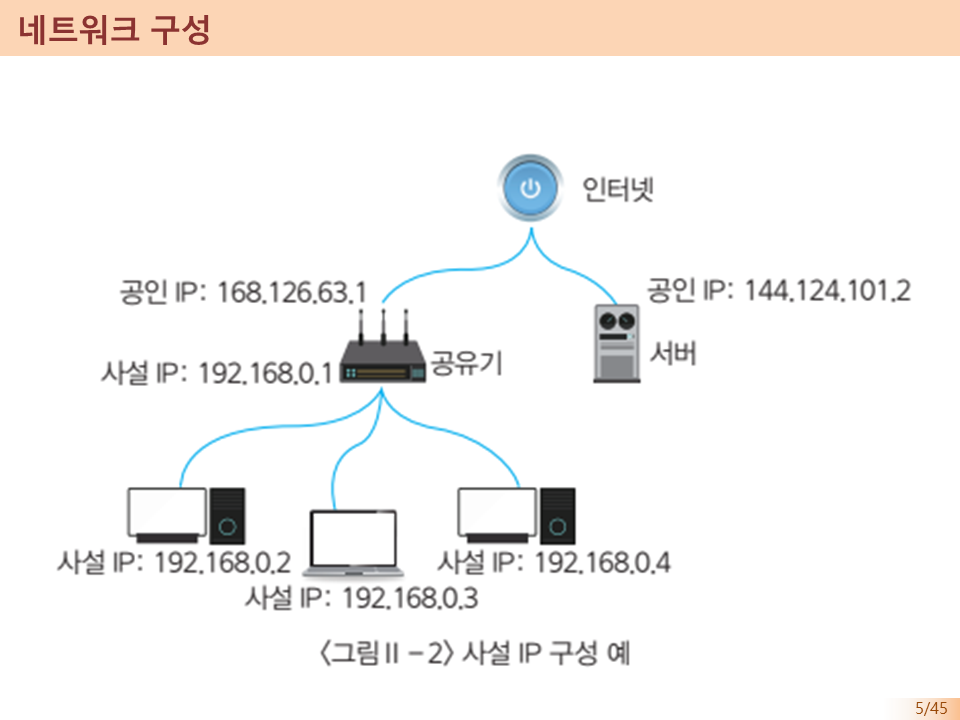 네트워크 구성
인터넷
공인 IP: 168.126.63.1
공인 IP: 144.124.101.2
사설 IP: 192.168.0.1
공유기
서버
사설 IP: 192.168.0.2
사설 IP: 192.168.0.4
사설 IP: 192.168.0.3
<그림Ⅱ-2> 사설 IP 구성 예
5/45